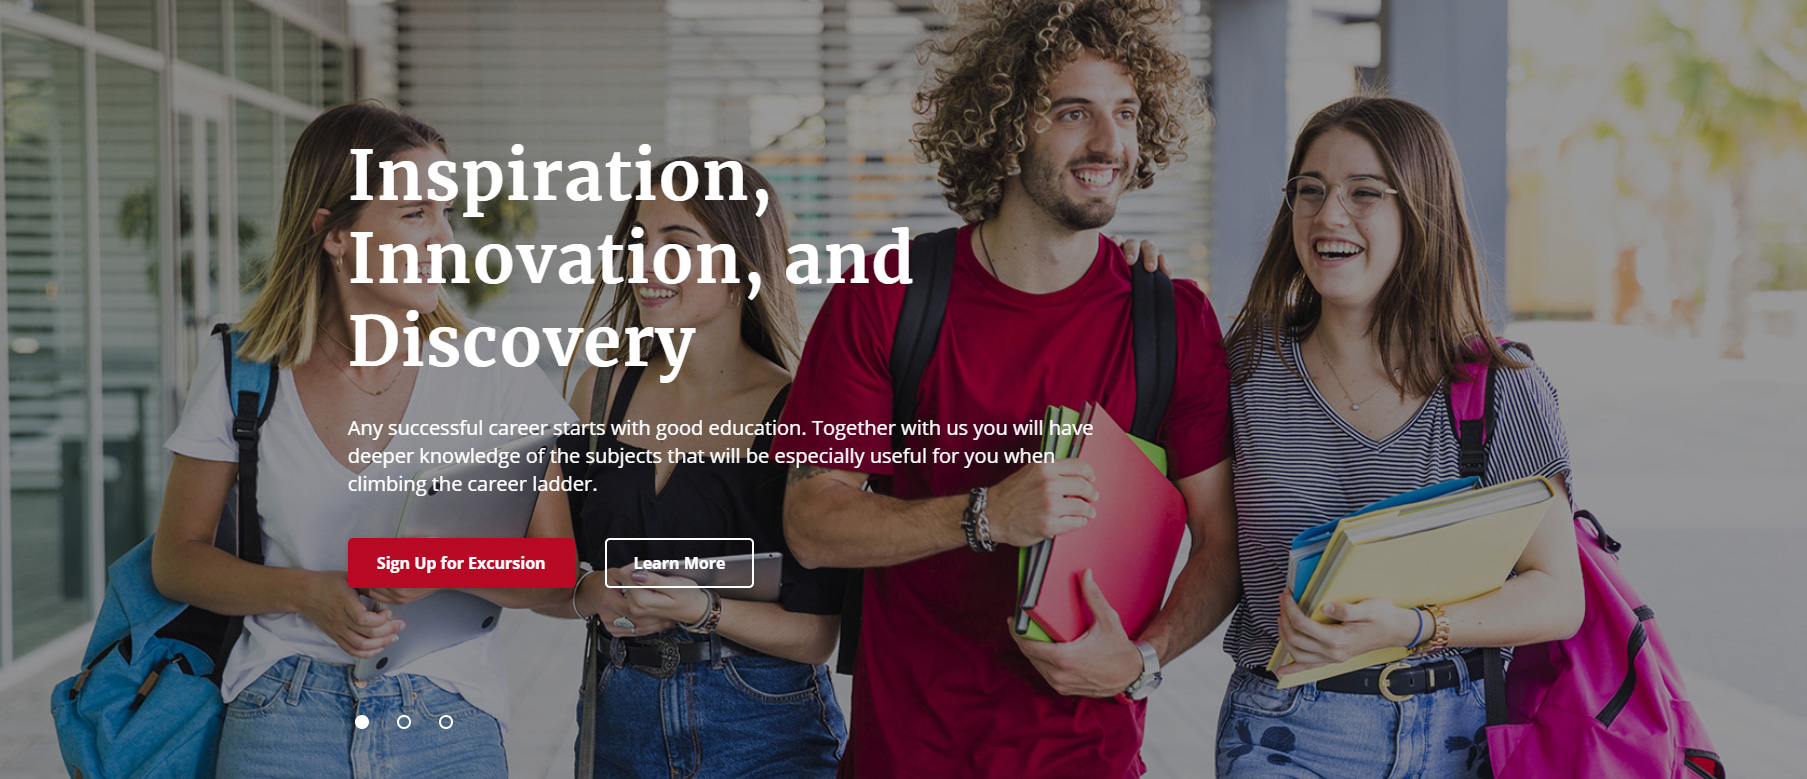 Inspiration,
Innovation, and
Discovery
Any successful career starts with good education. Together with us you will have
deeper knowledge of the subjects that will be especially useful for you when
climbing the career ladder.
Sign Up for Excursion
Learn More